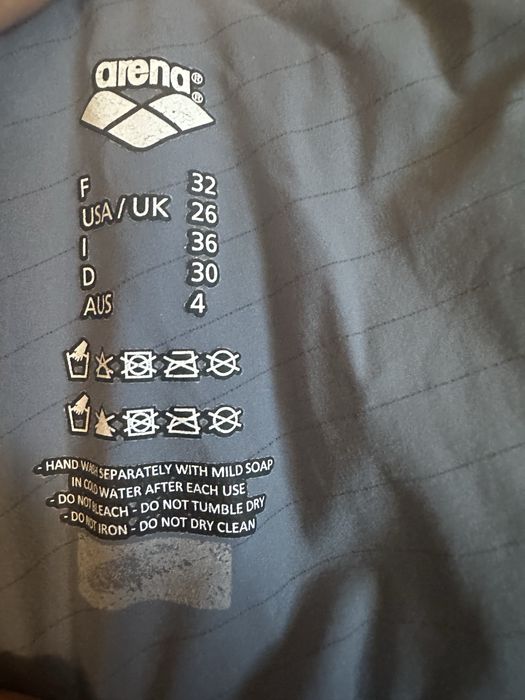 arena®
®
F 32
USA / UK 26
I 36
D 30
AUS 4
- HAND WASH SEPARATELY WITH MILD SOAP
IN COLD WATER AFTER EACH USE
- DO NOT BLEACH - DO NOT TUMBLE DRY
- DO NOT IRON - DO NOT DRY CLEAN